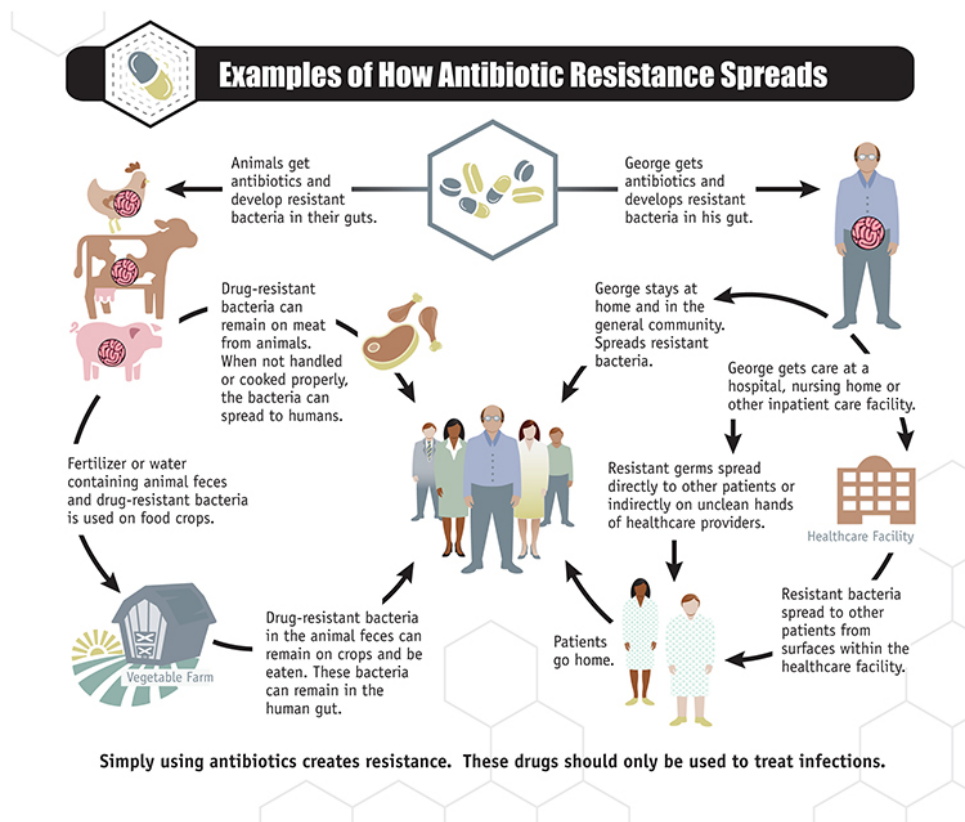 Examples of How Antibiotic Resistance Spreads
Animals get
antibiotics and
develop resistant
bacteria in their guts.
George gets
antibiotics and
develops resistant
bacteria in his gut.
Drug-resistant
bacteria can
remain on meat
from animals.
When not handled
or cooked properly,
the bacteria can
spread to humans.
George stays at
home and in the
general community.
Spreads resistant
bacteria.
George gets care at a
hospital, nursing home or
other inpatient care facility.
Fertilizer or water
containing animal feces
and drug-resistant bacteria
is used on food crops.
Resistant germs spread
directly to other patients or
indirectly on unclean hands
of healthcare providers.
Healthcare Facility
Vegetable Farm
Drug-resistant bacteria
in the animal feces can
remain on crops and be
eaten. These bacteria
can remain in the
human gut.
Patients
go home.
Resistant bacteria
spread to other
patients from
surfaces within the
healthcare facility.
Simply using antibiotics creates resistance. These drugs should only be used to treat infections.